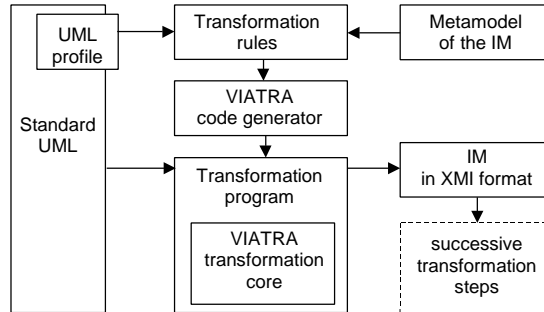 UML
profile
Transformation
rules
Metamodel
of the IM
Standard
UML
VIATRA
code generator
Transformation
program
IM
in XMI format
VIATRA
transformation
core
successive
transformation
steps